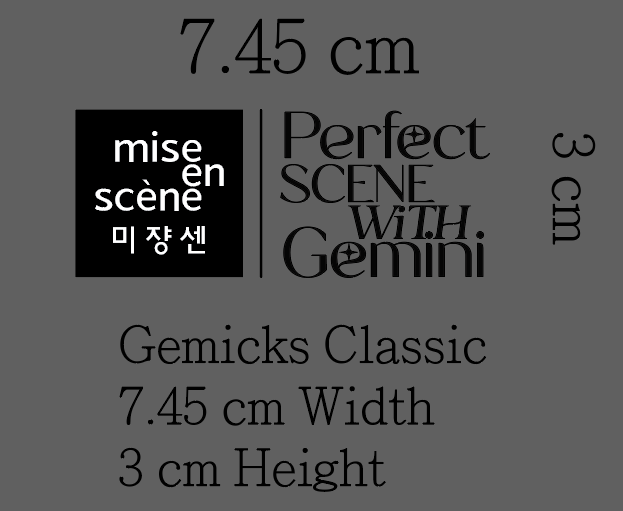 7.45 cm
mise
en
scène
미쟝센
Perfect
SCENE
WiTH
Gemini
3 cm
Gemicks Classic
7.45 cm Width
3 cm Height